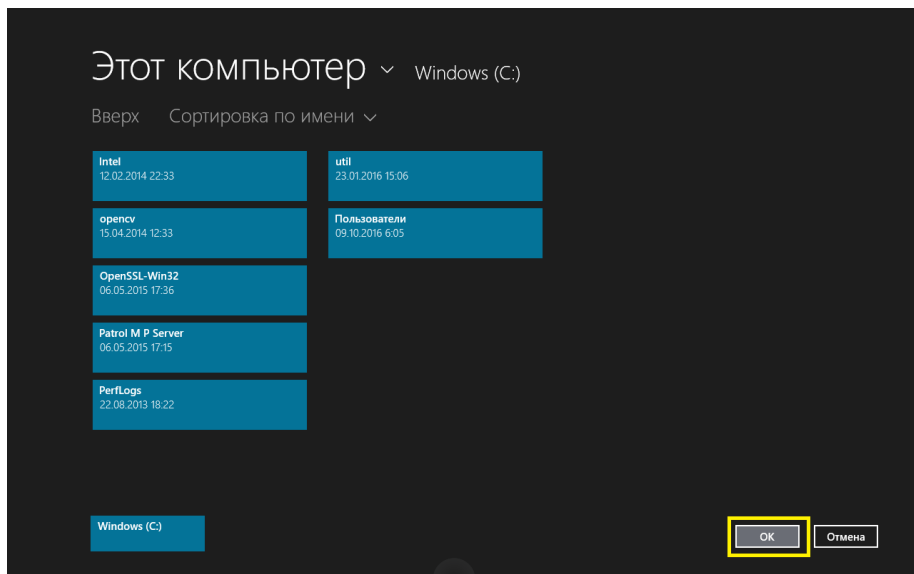 Этот компьютер Windows (C:)
Вверх Сортировка по имени
Intel
12.02.2014 22:33
opencv
15.04.2014 12:33
OpenSSL-Win32
06.05.2015 17:36
Patrol M P Server
06.05.2015 17:15
PerfLogs
22.08.2013 18:22
util
23.01.2016 15:06
Пользователи
09.10.2016 6:05
Windows (C:)
OK Отмена